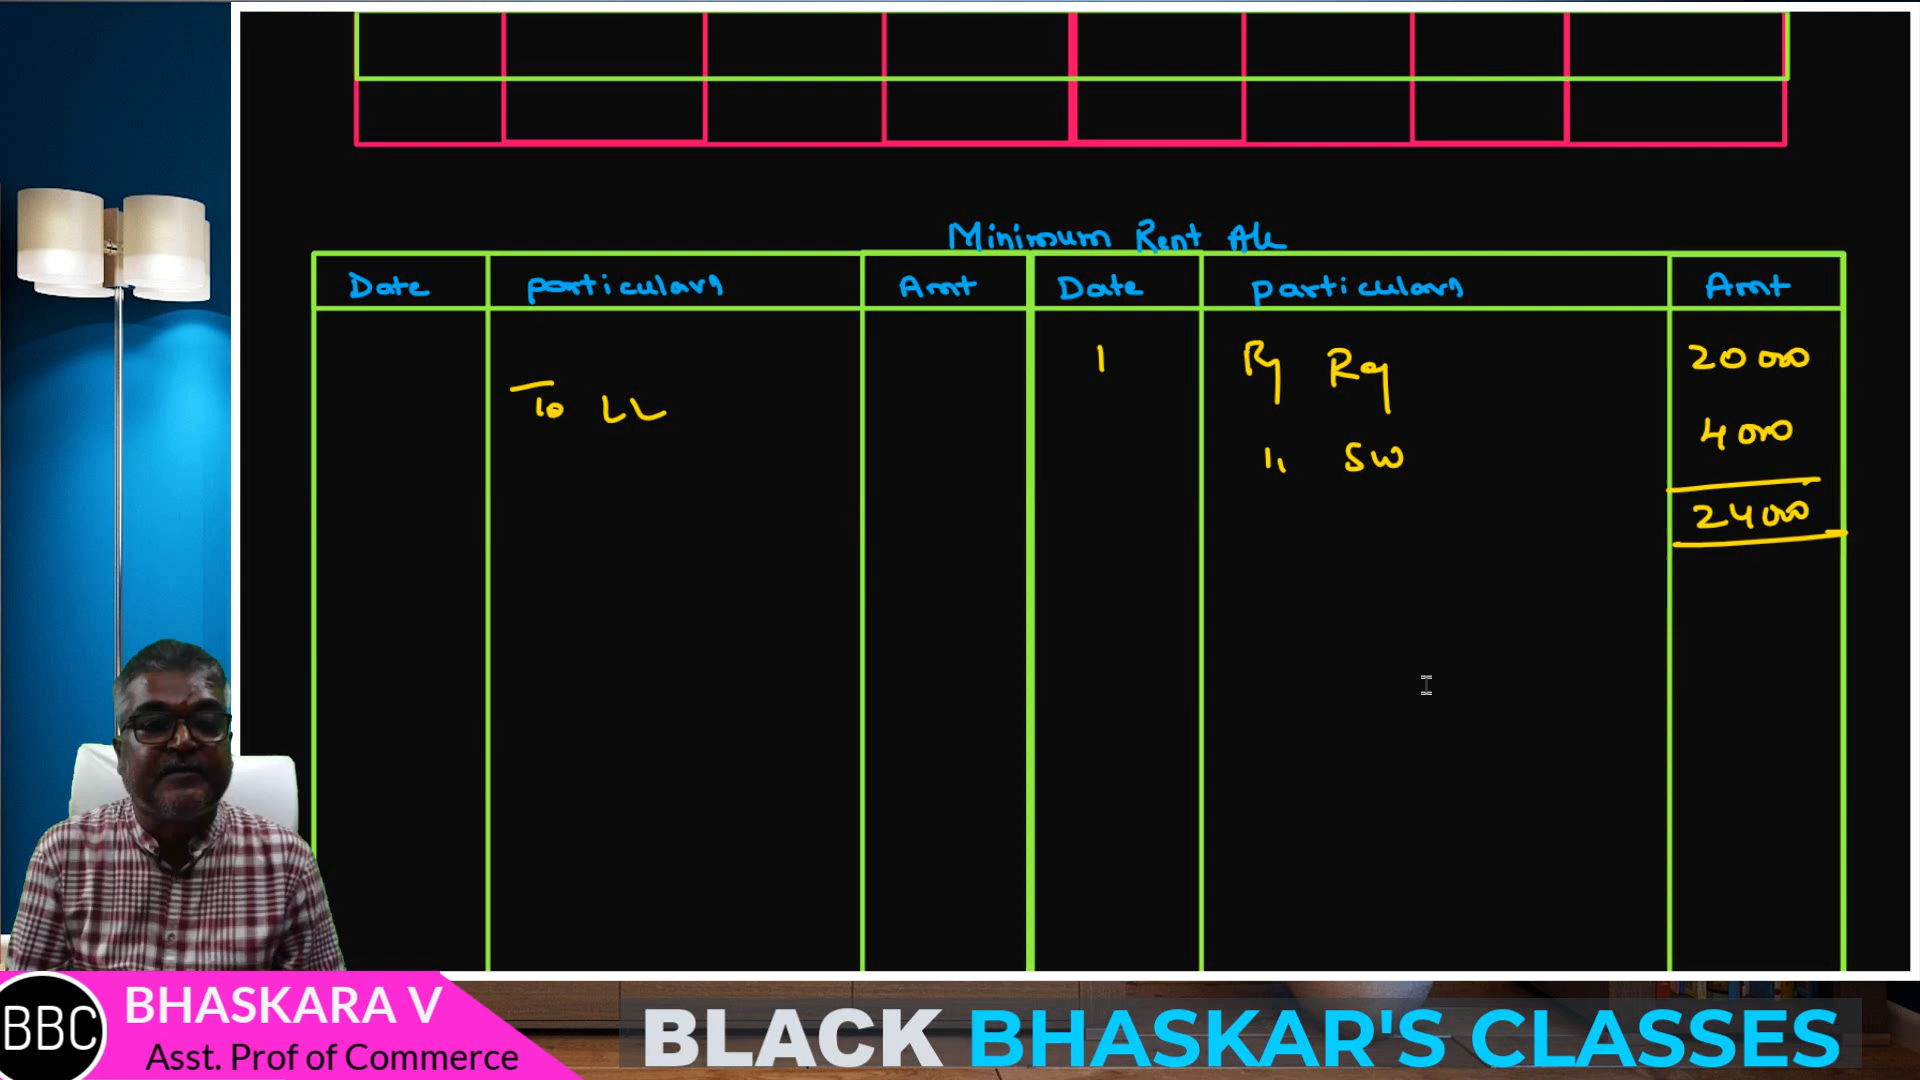 Minimum Rent A/c
Date particulars Amt Date particulars Amt
1 By Roy 20000
To LL
4000
" SW
24000
BBC
BHASKARA V
Asst. Prof of Commerce
BLACK BHASKAR'S CLASSES